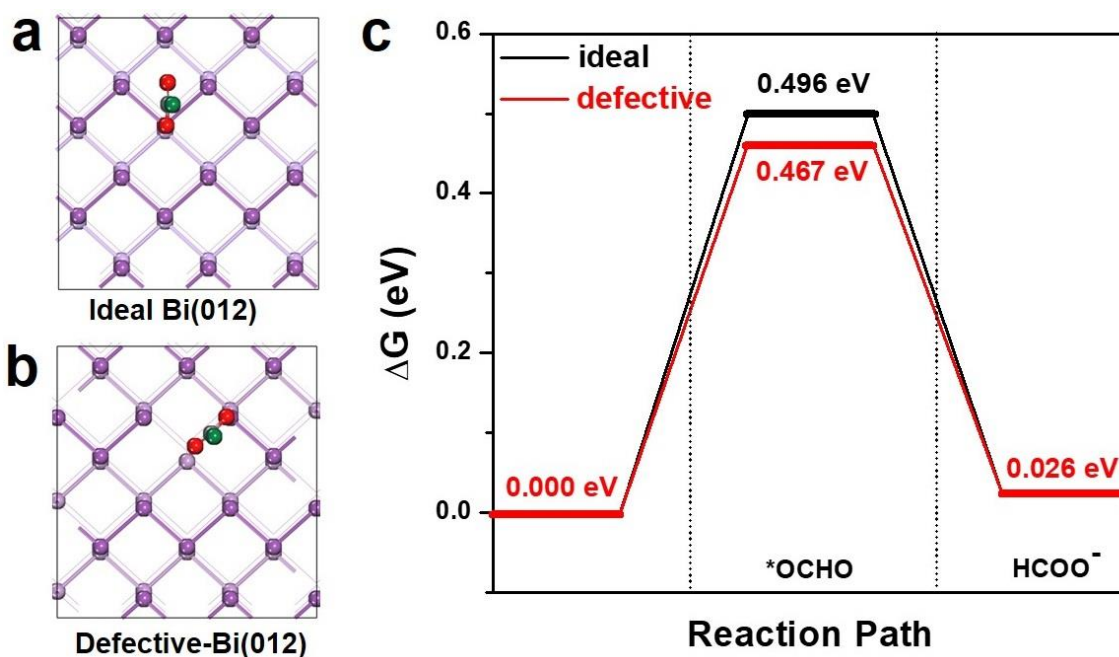 a
Ideal Bi(012)
b
Defective-Bi(012)
c
ΔG (eV)
0.6
0.4
0.2
0.0
ideal
defective
0.496 eV
0.467 eV
0.000 eV
0.026 eV
*OCHO
HCOO⁻
Reaction Path